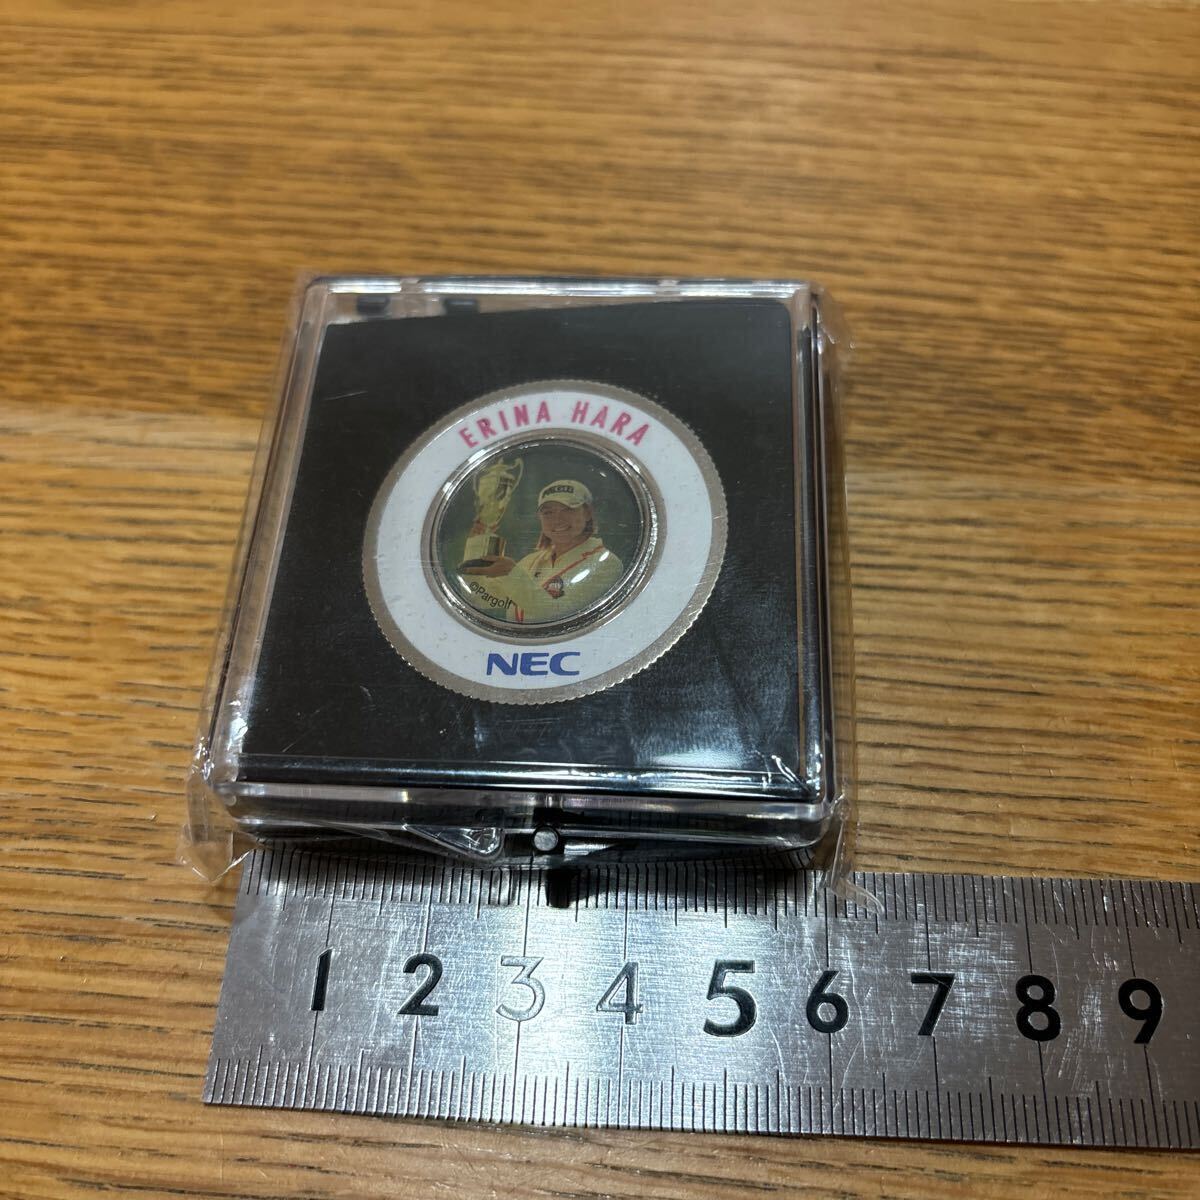 ERINA HARA
©Pargolf
NEC
1 2 3 4 5 6 7 8 9